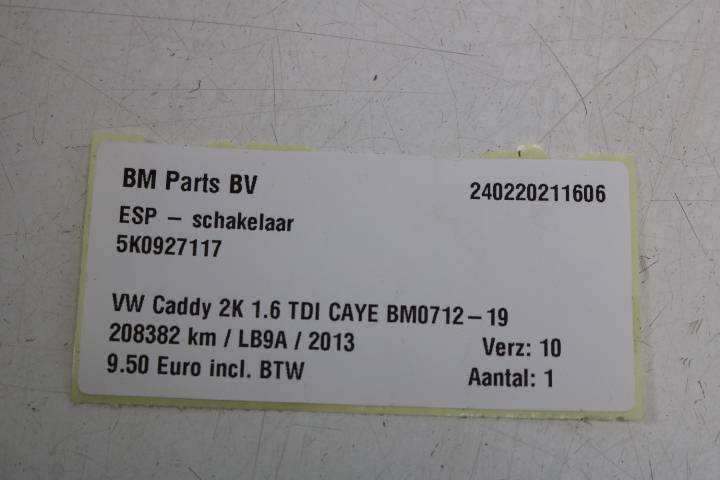 BM Parts BV 240220211606
ESP – schakelaar
5K0927117
VW Caddy 2K 1.6 TDI CAYE BM0712–19
208382 km / LB9A / 2013 Verz: 10
9.50 Euro incl. BTW Aantal: 1